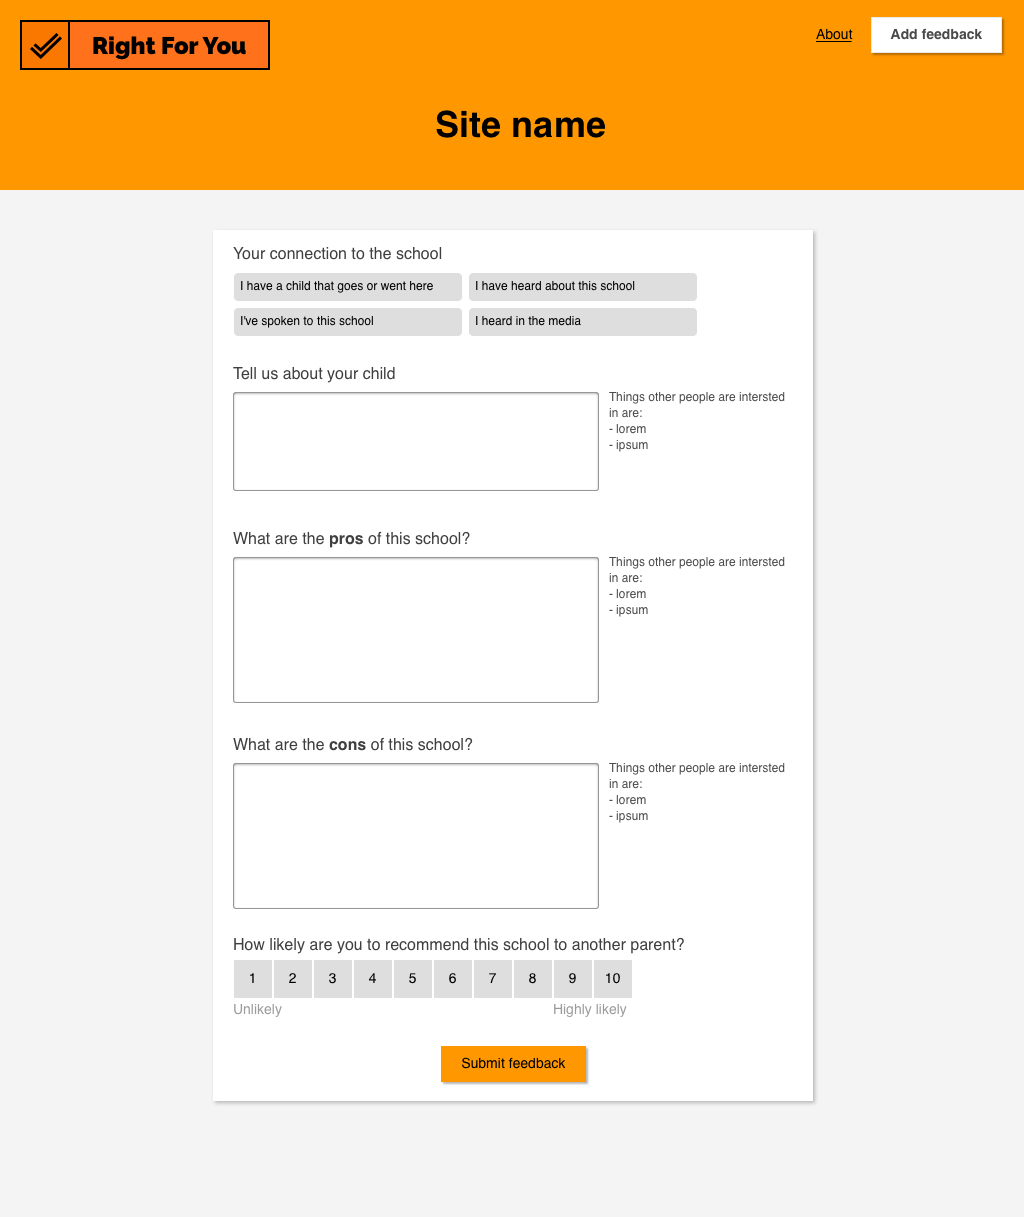 Right For You
About
Add feedback
Site name
Your connection to the school
I have a child that goes or went here
I have heard about this school
I've spoken to this school
I heard in the media
Tell us about your child
Things other people are intersted
in are:
- lorem
- ipsum
What are the pros of this school?
Things other people are intersted
in are:
- lorem
- ipsum
What are the cons of this school?
Things other people are intersted
in are:
- lorem
- ipsum
How likely are you to recommend this school to another parent?
1 2 3 4 5 6 7 8 9 10
Unlikely
Highly likely
Submit feedback